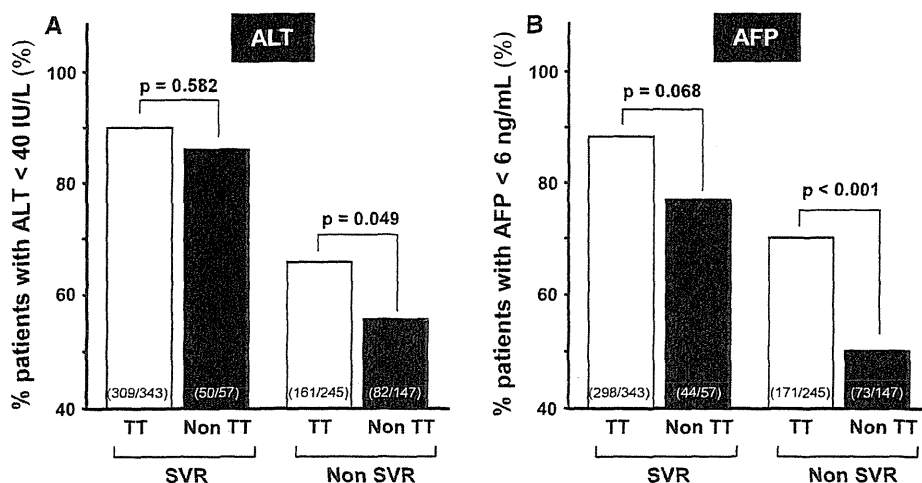 A
ALT
% patients with ALT < 40 IU/L (%)
100
80
60
40
p = 0.582
p = 0.049
(309/343)
(50/57)
(161/245)
(82/147)
TT
Non TT
TT
Non TT
SVR
Non SVR
B
AFP
% patients with AFP < 6 ng/mL (%)
100
80
60
40
p = 0.068
p < 0.001
(298/343)
(44/57)
(171/245)
(73/147)
TT
Non TT
TT
Non TT
SVR
Non SVR